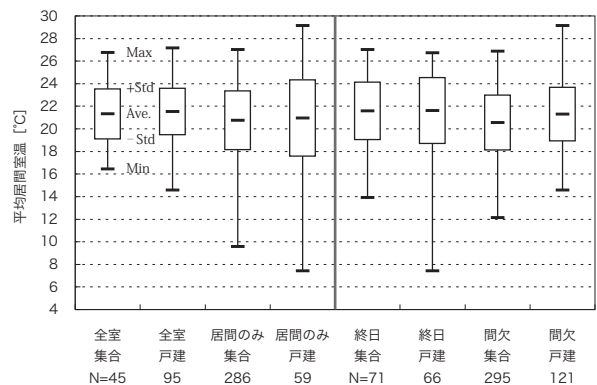 平均居間室温 [℃]
30
28
26
24
22
20
18
16
14
12
10
8
6
4
Max
+Std
Ave.
−Std
Min
全室 全室 居間のみ 居間のみ 終日 終日 間欠 間欠
集合 戸建 集合 戸建 集合 戸建 集合 戸建
N=45 95 286 59 N=71 66 295 121